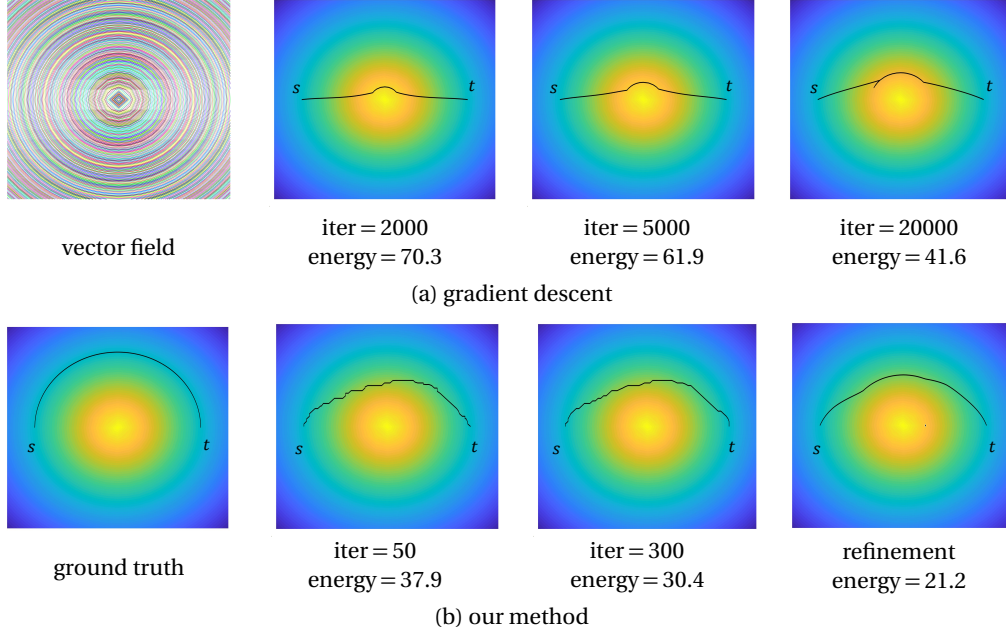 s
t
s
t
s
t
vector field
iter = 2000
energy = 70.3
iter = 5000
energy = 61.9
iter = 20000
energy = 41.6
(a) gradient descent
s
t
s
t
s
t
s
t
ground truth
iter = 50
energy = 37.9
iter = 300
energy = 30.4
refinement
energy = 21.2
(b) our method